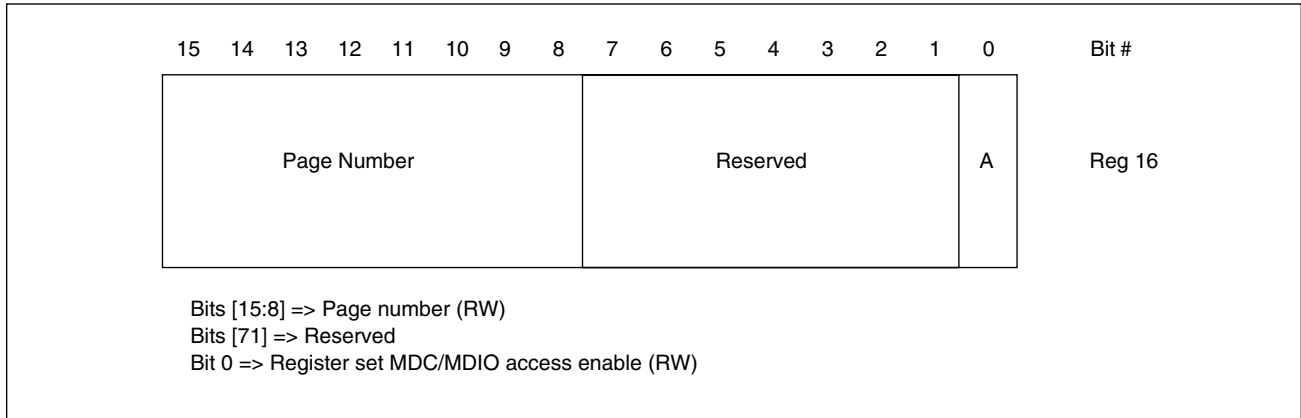 15 14 13 12 11 10 9 8 7 6 5 4 3 2 1 0 Bit #
Page Number Reserved A Reg 16
Bits [15:8] => Page number (RW)
Bits [71] => Reserved
Bit 0 => Register set MDC/MDIO access enable (RW)